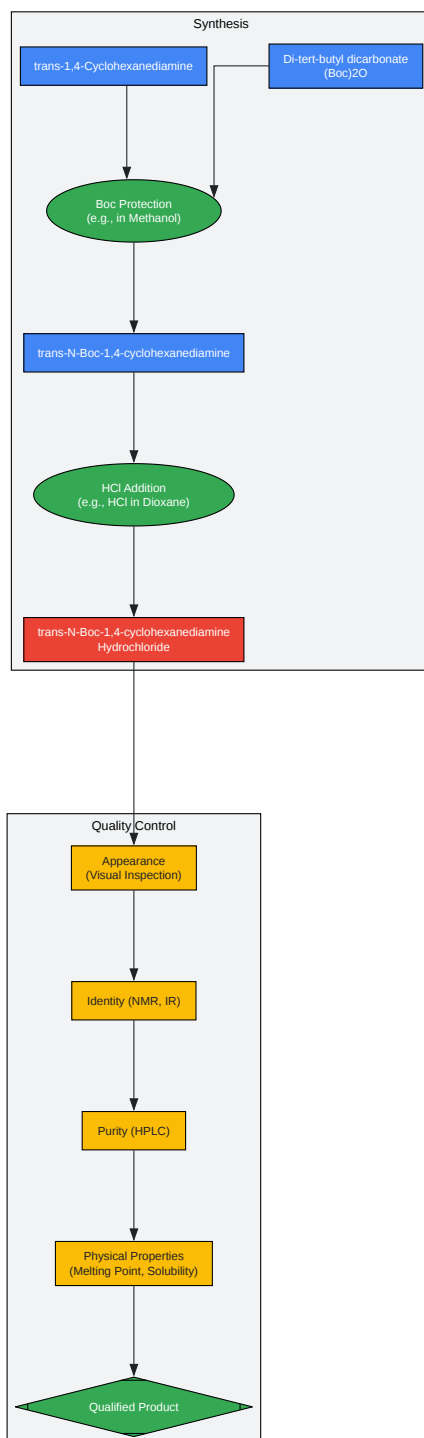 Synthesis
trans-1,4-Cyclohexanediamine
Di-tert-butyl dicarbonate
(Boc)2O
Boc Protection
(e.g., in Methanol)
trans-N-Boc-1,4-cyclohexanediamine
HCl Addition
(e.g., HCl in Dioxane)
trans-N-Boc-1,4-cyclohexanediamine
Hydrochloride
Quality Control
Appearance
(Visual Inspection)
Identity (NMR, IR)
Purity (HPLC)
Physical Properties
(Melting Point, Solubility)
Qualified Product